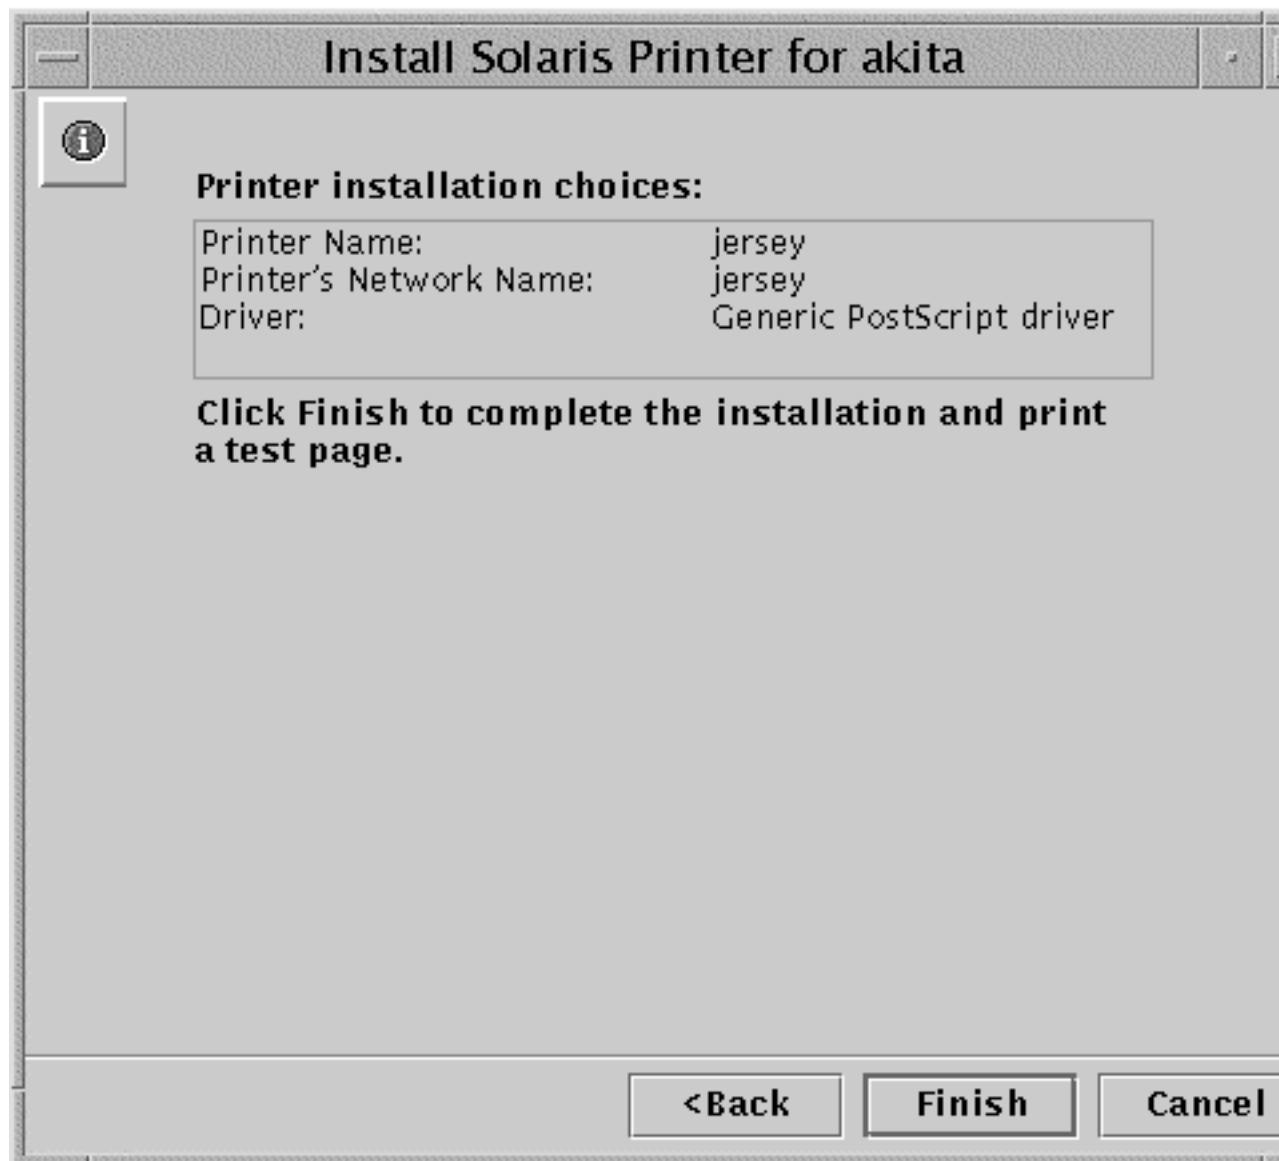 Install Solaris Printer for akita
Printer installation choices:
Printer Name: jersey
Printer's Network Name: jersey
Driver: Generic PostScript driver
Click Finish to complete the installation and print
a test page.
<Back Finish Cancel